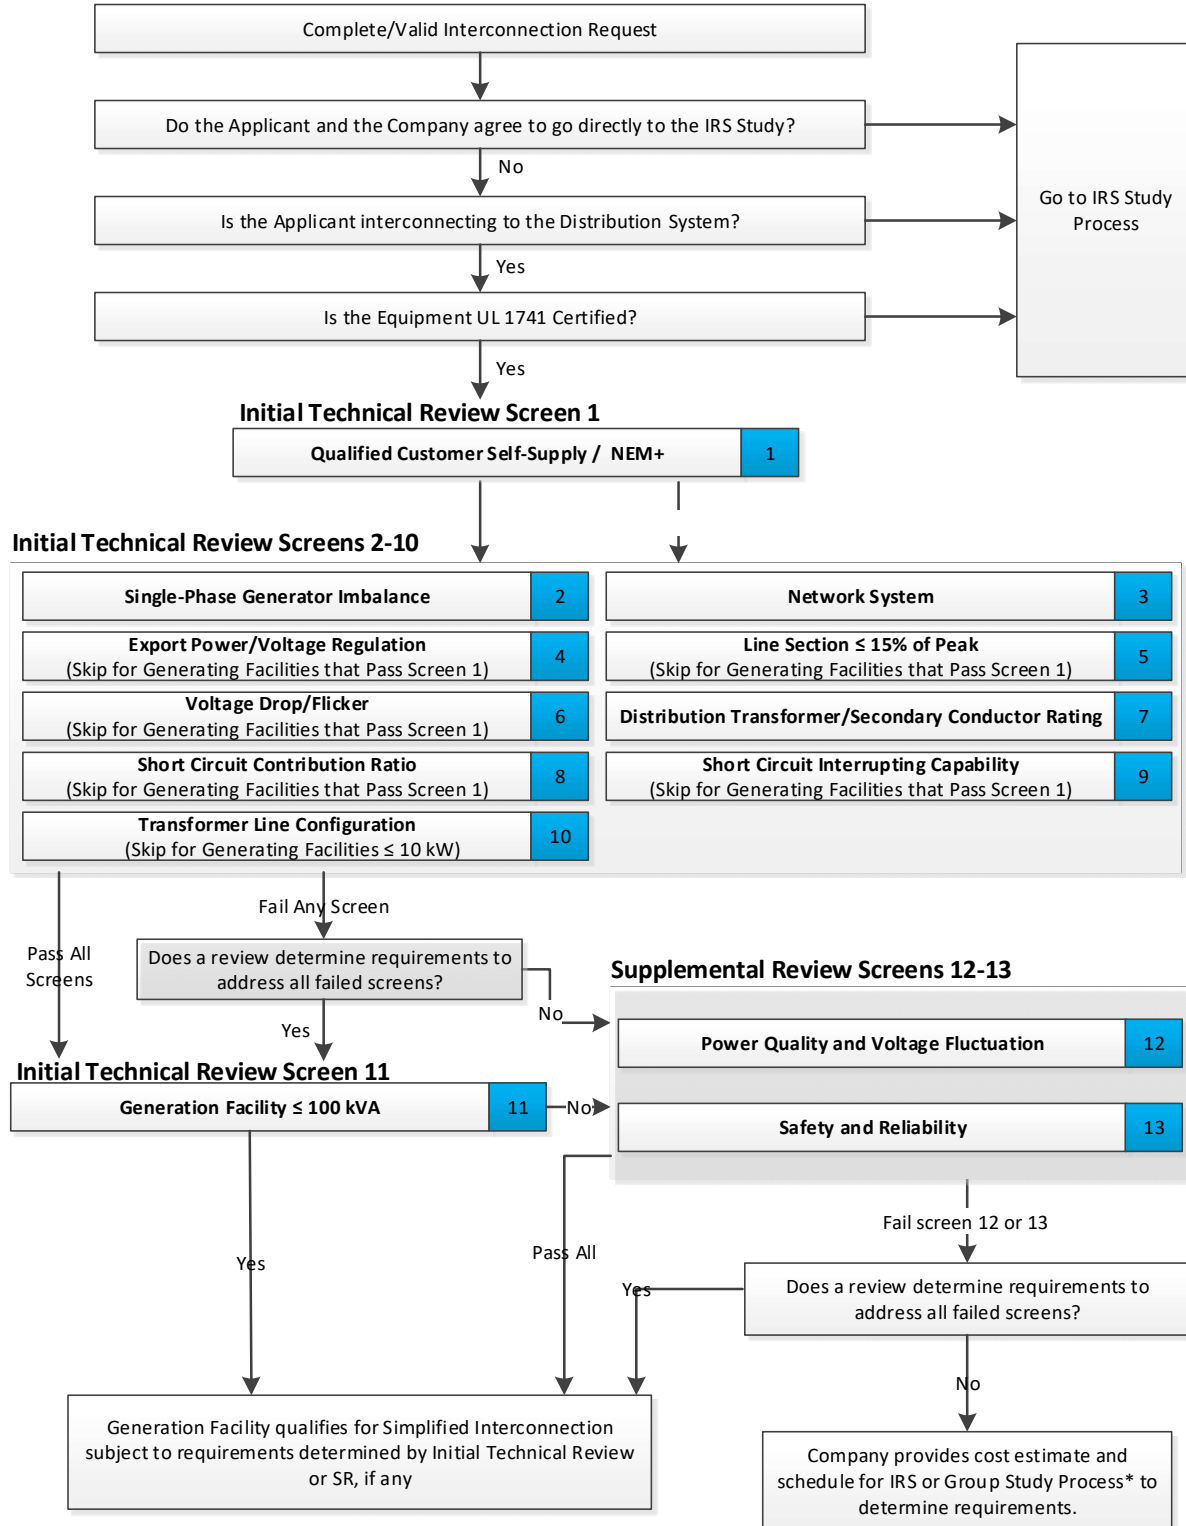 Complete/Valid Interconnection Request
Do the Applicant and the Company agree to go directly to the IRS Study?
No
Go to IRS Study
Process
Is the Applicant interconnecting to the Distribution System?
Yes
Is the Equipment UL 1741 Certified?
Yes
Initial Technical Review Screen 1
Qualified Customer Self-Supply / NEM+ 1
Initial Technical Review Screens 2-10
Single-Phase Generator Imbalance 2
Network System 3
Export Power/Voltage Regulation
(Skip for Generating Facilities that Pass Screen 1) 4
Line Section ≤ 15% of Peak
(Skip for Generating Facilities that Pass Screen 1) 5
Voltage Drop/Flicker
(Skip for Generating Facilities that Pass Screen 1) 6
Distribution Transformer/Secondary Conductor Rating 7
Short Circuit Contribution Ratio
(Skip for Generating Facilities that Pass Screen 1) 8
Short Circuit Interrupting Capability
(Skip for Generating Facilities that Pass Screen 1) 9
Transformer Line Configuration
(Skip for Generating Facilities ≤ 10 kW) 10
Fail Any Screen
Pass All
Screens
Does a review determine requirements to
address all failed screens?
No
Yes
Supplemental Review Screens 12-13
Power Quality and Voltage Fluctuation 12
Safety and Reliability 13
Initial Technical Review Screen 11
Generation Facility ≤ 100 kVA 11
No
Yes
Pass All
Fail screen 12 or 13
Does a review determine requirements to
address all failed screens?
Yes
No
Generation Facility qualifies for Simplified Interconnection
subject to requirements determined by Initial Technical Review
or SR, if any
Company provides cost estimate and
schedule for IRS or Group Study Process* to
determine requirements.